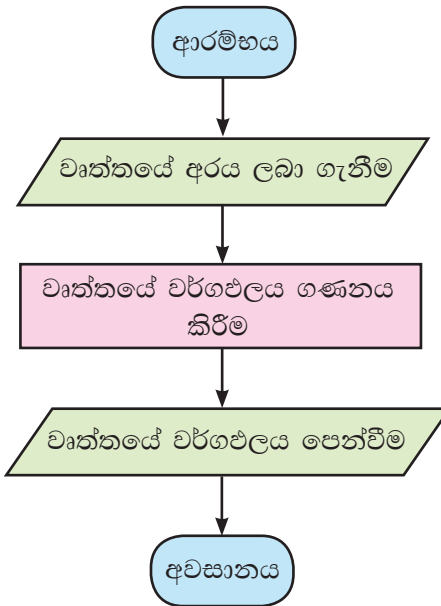 ආරම්භය
වෘත්තයේ අරය ලබා ගැනීම
වෘත්තයේ වර්ගඵලය ගණනය
කිරීම
වෘත්තයේ වර්ගඵලය පෙන්වීම
අවසානය